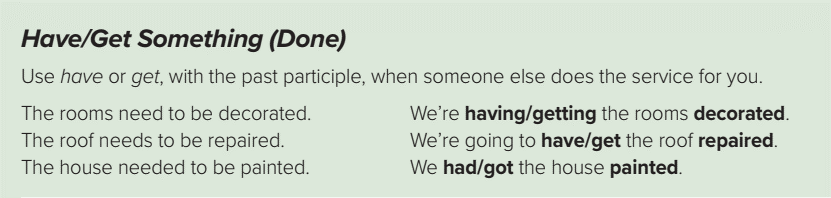 Have/Get Something (Done)
Use have or get, with the past participle, when someone else does the service for you.
The rooms need to be decorated. We’re having/getting the rooms decorated.
The roof needs to be repaired. We’re going to have/get the roof repaired.
The house needed to be painted. We had/got the house painted.